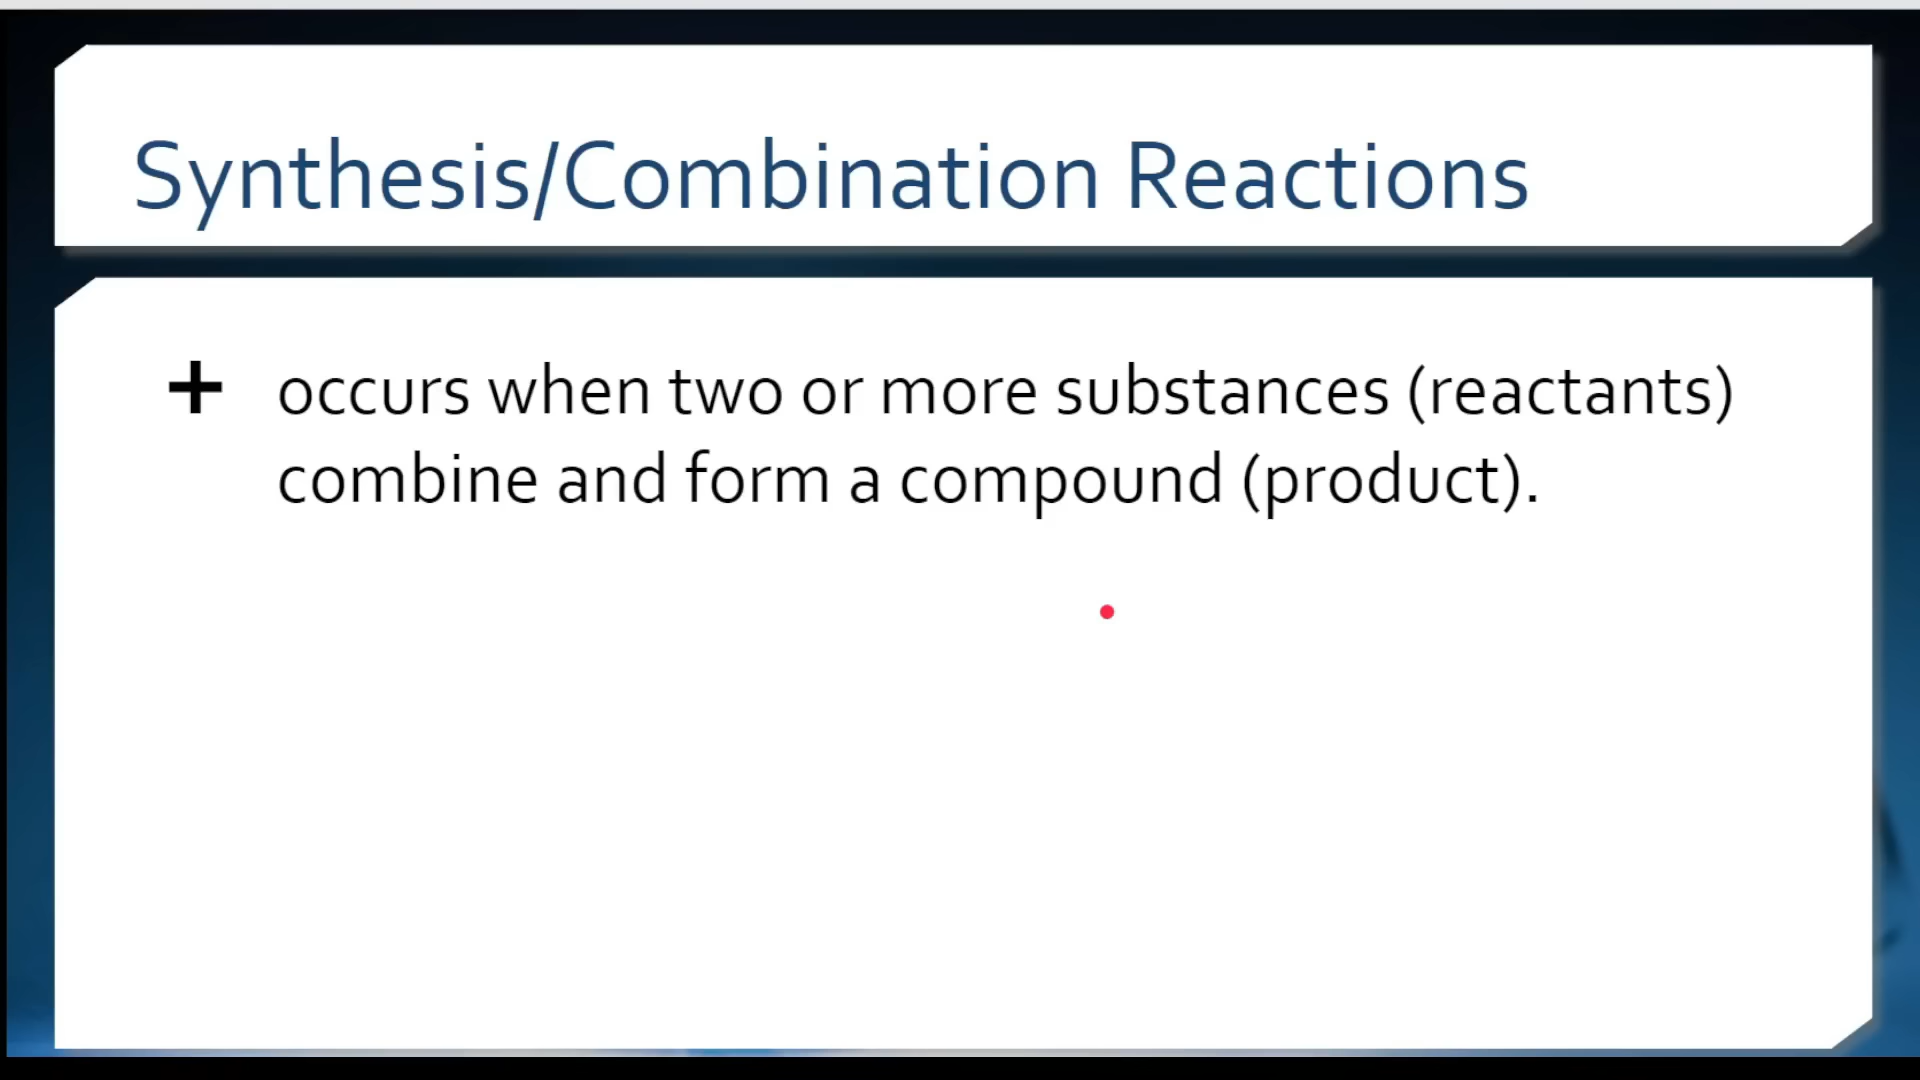 Synthesis/Combination Reactions
+ occurs when two or more substances (reactants)
combine and form a compound (product).